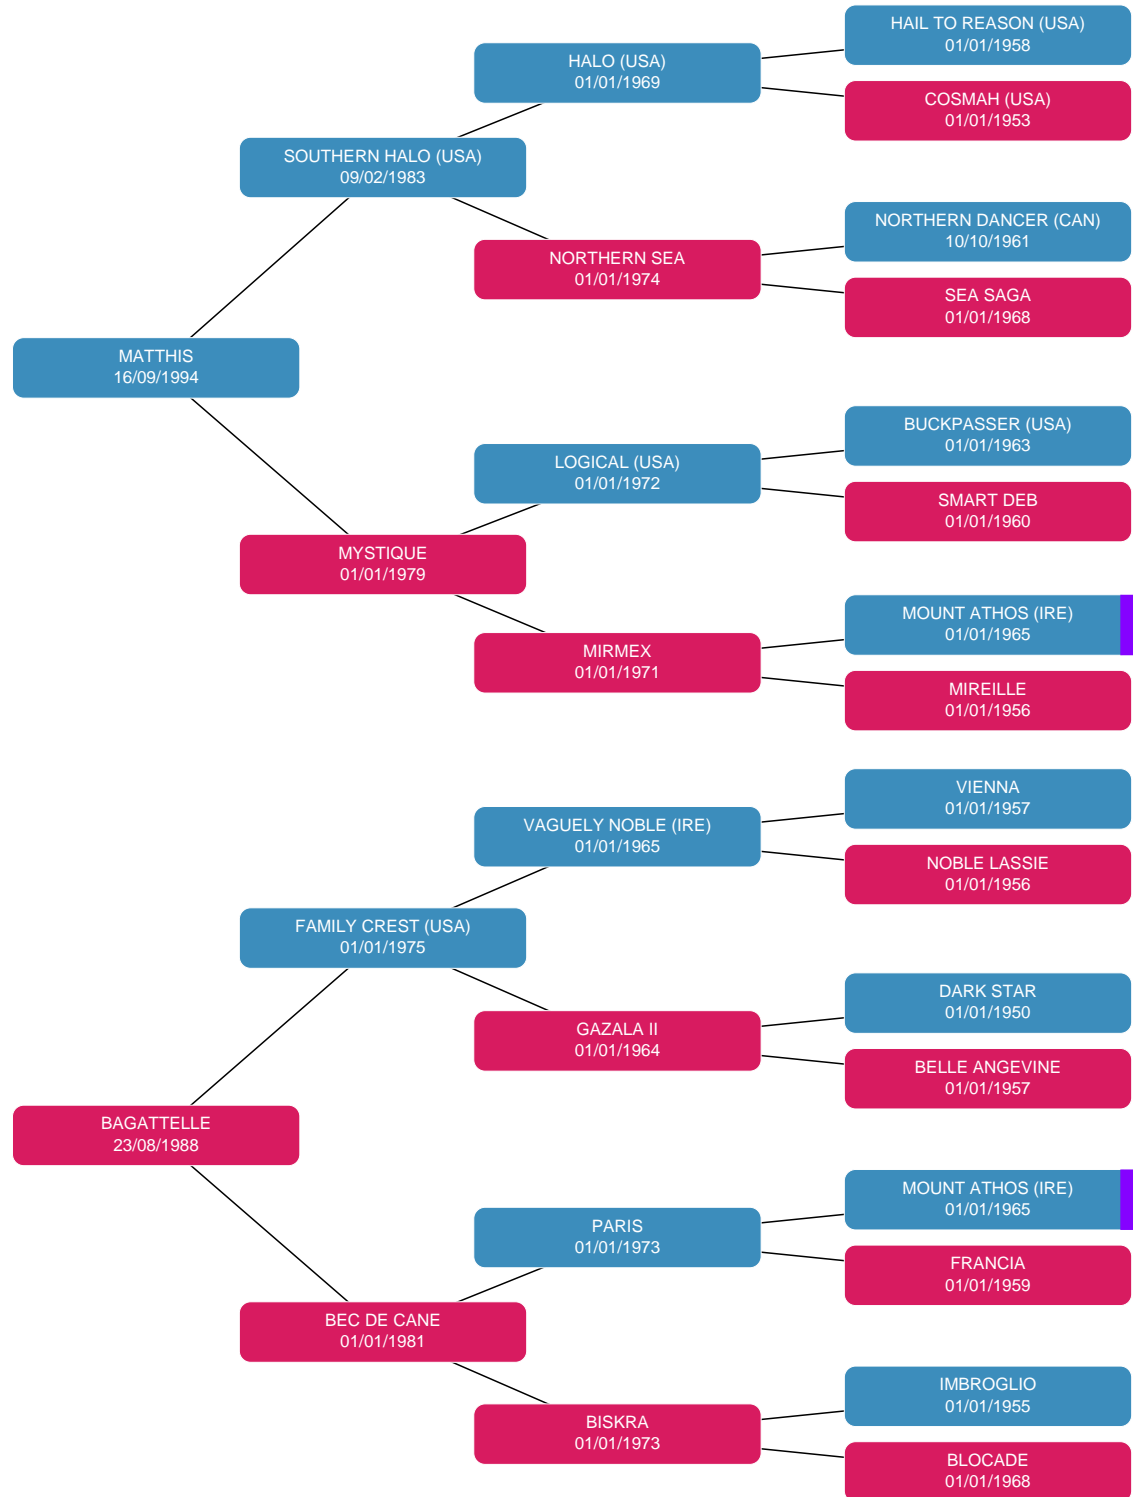 HAIL TO REASON (USA)
01/01/1958
HALO (USA)
01/01/1969
COSMAH (USA)
01/01/1953
SOUTHERN HALO (USA)
09/02/1983
NORTHERN DANCER (CAN)
10/10/1961
NORTHERN SEA
01/01/1974
SEA SAGA
01/01/1968
MATTHIS
16/09/1994
BUCKPASSER (USA)
01/01/1963
LOGICAL (USA)
01/01/1972
SMART DEB
01/01/1960
MYSTIQUE
01/01/1979
MOUNT ATHOS (IRE)
01/01/1965
MIRMEX
01/01/1971
MIREILLE
01/01/1956
VIENNA
01/01/1957
VAGUELY NOBLE (IRE)
01/01/1965
NOBLE LASSIE
01/01/1956
FAMILY CREST (USA)
01/01/1975
DARK STAR
01/01/1950
GAZALA II
01/01/1964
BELLE ANGEVINE
01/01/1957
BAGATTELLE
23/08/1988
MOUNT ATHOS (IRE)
01/01/1965
PARIS
01/01/1973
FRANCIA
01/01/1959
BEC DE CANE
01/01/1981
IMBROGLIO
01/01/1955
BISKRA
01/01/1973
BLOCADE
01/01/1968